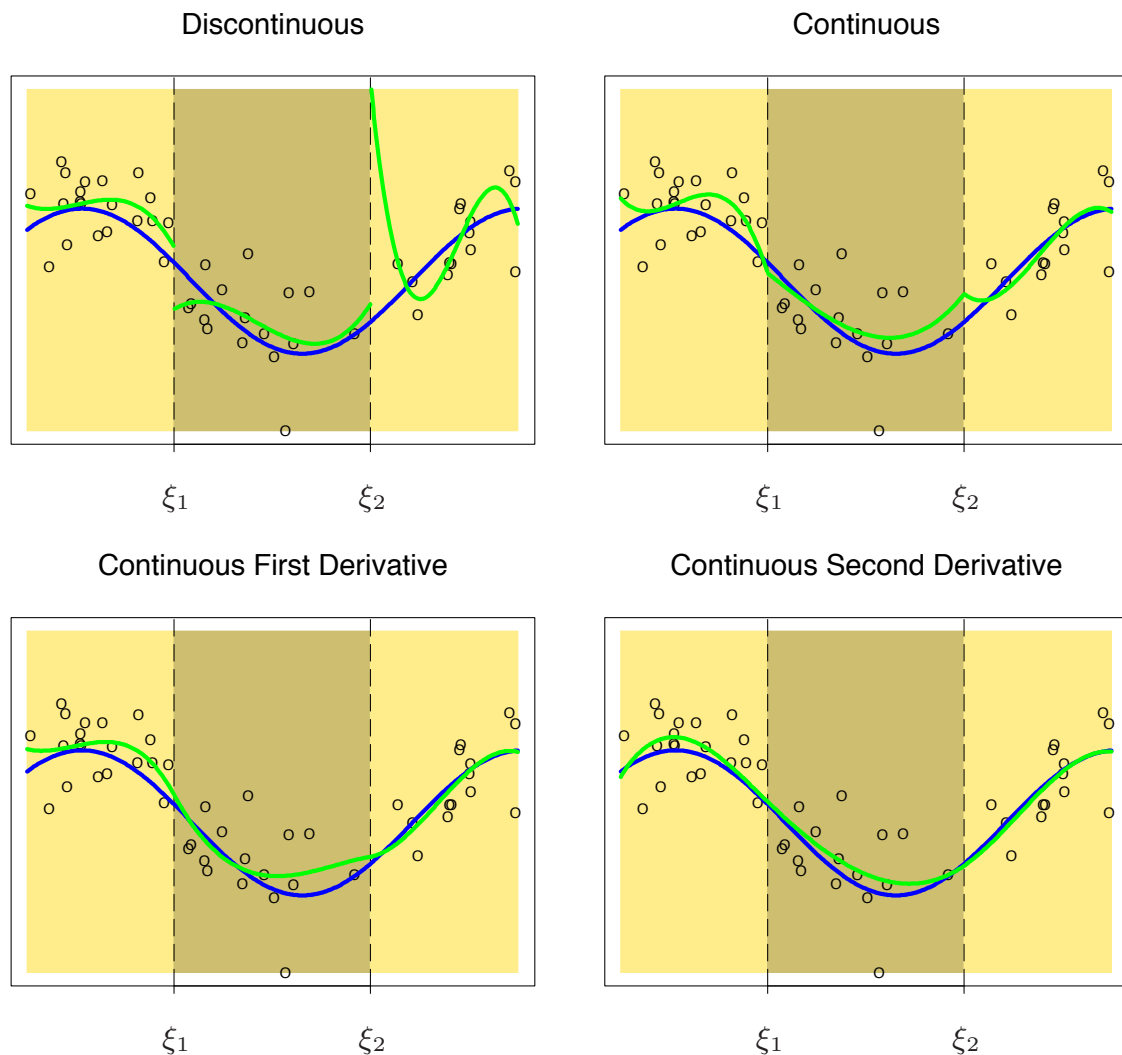 Discontinuous
Continuous
ξ1 ξ2
ξ1 ξ2
Continuous First Derivative
Continuous Second Derivative
ξ1 ξ2
ξ1 ξ2